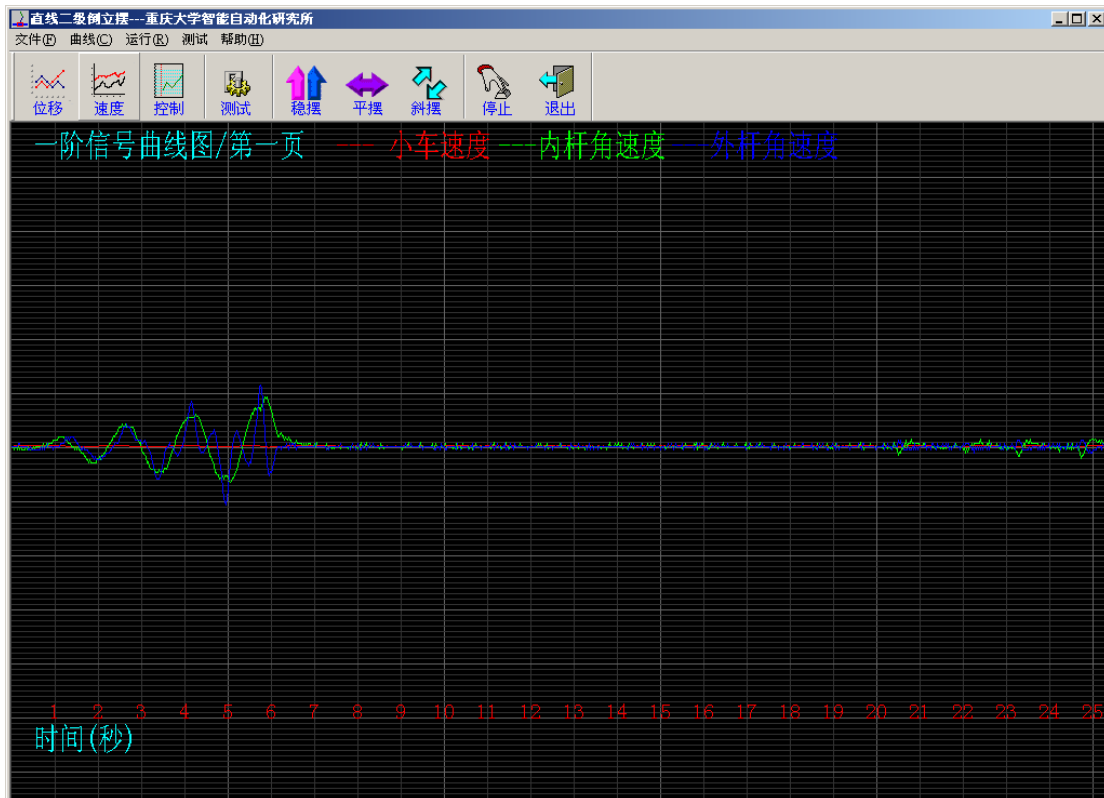 直线二级倒立摆---重庆大学智能自动化研究所
文件(F) 曲线(C) 运行(R) 测试 帮助(H)
位移 速度 控制 测试 稳摆 平摆 斜摆 停止 退出
一阶信号曲线图/第一页 --- 小车速度 ---内杆角速度 ---外杆角速度
1 2 3 4 5 6 7 8 9 10 11 12 13 14 15 16 17 18 19 20 21 22 23 24 25
时间(秒)